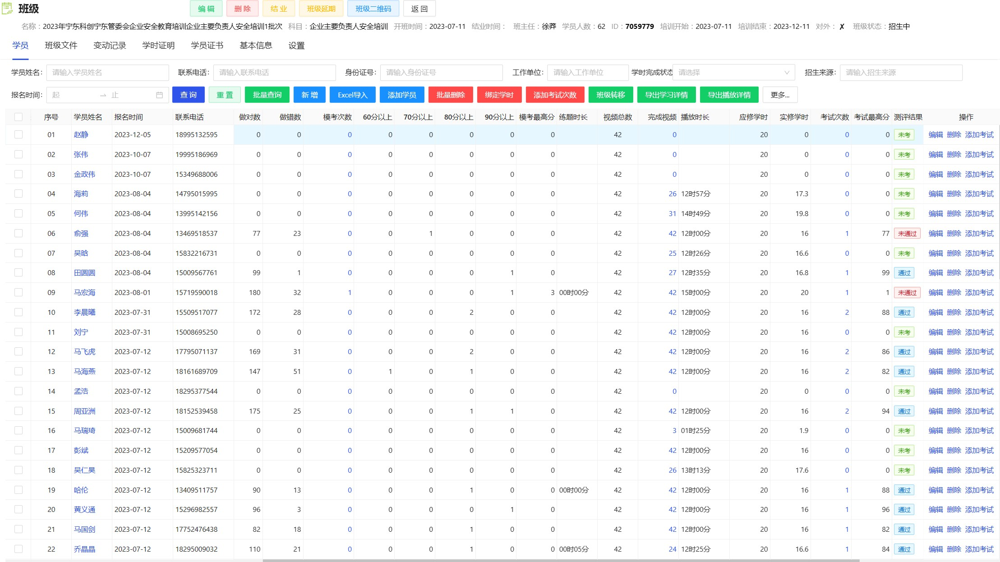 班级 编 辑 删 除 结 业 班级延期 班级二维码 返 回
名称：2023年宁东科创宁东管委会企业安全教育培训企业主要负责人安全培训1批次 科目：企业主要负责人安全培训 开班时间：2023-07-11 结业时间： 班主任：徐莽 学员人数：62 ID：7059779 培训开始：2023-07-11 培训结束：2023-12-11 对外：✗ 班级状态：招生中
学员 班级文件 变动记录 学时证明 学员证书 基本信息 设置
学员姓名: 请输入学员姓名 联系电话: 请输入联系电话 身份证号: 请输入身份证号 工作单位: 请输入工作单位 学时完成状态 请选择 招生来源: 请输入招生来源
报名时间: 起 → 止 查 询 重 置 批量查询 新 增 Excel导入 添加学员 批量删除 绑定学时 添加考试次数 班级转移 导出学习详情 导出播放详情 更多...
序号 学员姓名 报名时间 联系电话 做对数 做错数 模考次数 60分以上 70分以上 80分以上 90分以上 模考最高分 练题时长 视频总数 完成视频 播放时长 应修学时 实修学时 考试次数 考试最高分 测评结果 操作
01 赵静 2023-12-05 18995132595 0 0 0 0 0 0 0 0 42 0 20 0 0 0 未考 编辑 删除 添加考试
02 张伟 2023-10-07 19995186969 0 0 0 0 0 0 0 0 42 0 20 0 0 0 未考 编辑 删除 添加考试
03 金政伟 2023-10-07 15349688006 0 0 0 0 0 0 0 0 42 0 20 0 0 0 未考 编辑 删除 添加考试
04 海莉 2023-08-04 14795015995 0 0 0 0 0 0 0 0 42 26 12时57分 20 17.3 0 0 未考 编辑 删除 添加考试
05 何伟 2023-08-04 13995142156 0 0 0 0 0 0 0 0 42 31 14时49分 20 19.8 0 0 未考 编辑 删除 添加考试
06 俞强 2023-08-04 13469518537 77 23 0 0 1 0 0 0 42 42 12时00分 20 16 1 77 未通过 编辑 删除 添加考试
07 吴晗 2023-08-04 15832216731 0 0 0 0 0 0 0 0 42 25 12时26分 20 16.6 0 0 未考 编辑 删除 添加考试
08 田圆圆 2023-08-04 15009567761 99 1 0 0 0 0 1 0 42 27 12时35分 20 16.8 1 99 通过 编辑 删除 添加考试
09 马宏海 2023-08-01 15719590018 180 32 1 0 0 0 1 3 00时00分 42 42 15时00分 20 20 1 1 未通过 编辑 删除 添加考试
10 李晨曦 2023-07-31 15509517077 172 28 0 0 0 2 0 0 42 42 12时00分 20 16 2 88 通过 编辑 删除 添加考试
11 刘宁 2023-07-31 15008695250 0 0 0 0 0 0 0 0 42 42 12时00分 20 16 0 0 未考 编辑 删除 添加考试
12 马飞虎 2023-07-12 17795071137 169 31 0 0 0 2 0 0 42 42 12时00分 20 16 2 86 通过 编辑 删除 添加考试
13 马海燕 2023-07-12 18161689709 147 51 0 1 0 1 0 0 42 42 12时00分 20 16 2 82 通过 编辑 删除 添加考试
14 孟浩 2023-07-12 18295377544 0 0 0 0 0 0 0 0 42 0 20 0 0 0 未考 编辑 删除 添加考试
15 周亚洲 2023-07-12 18152539458 175 25 0 0 0 1 1 0 42 42 12时00分 20 16 2 94 通过 编辑 删除 添加考试
16 马瑞琦 2023-07-12 15009681744 0 0 0 0 0 0 0 0 42 3 01时25分 20 1.9 0 0 未考 编辑 删除 添加考试
17 彭斌 2023-07-12 15209577054 0 0 0 0 0 0 0 0 42 42 12时00分 20 16 0 0 未考 编辑 删除 添加考试
18 吴仁昊 2023-07-12 15825323711 0 0 0 0 0 0 0 0 42 26 13时13分 20 17.6 0 0 未考 编辑 删除 添加考试
19 哈伦 2023-07-12 13409511757 90 13 0 0 0 1 0 0 00时00分 42 42 12时00分 20 16 1 88 通过 编辑 删除 添加考试
20 黄义通 2023-07-12 15296982557 96 3 0 0 0 0 1 0 42 42 12时00分 20 16 1 96 通过 编辑 删除 添加考试
21 马国剑 2023-07-12 17752476438 82 18 0 0 0 1 0 0 42 42 12时00分 20 16 1 82 通过 编辑 删除 添加考试
22 乔晶晶 2023-07-12 18295009032 110 21 0 0 0 1 0 0 00时05分 42 24 12时25分 20 16.6 1 84 通过 编辑 删除 添加考试